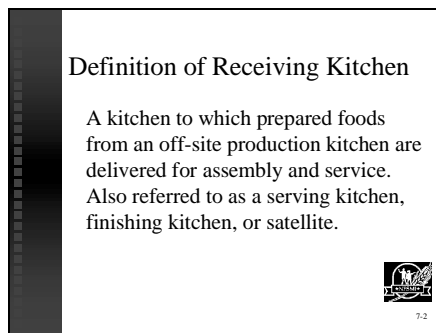 Definition of Receiving Kitchen
A kitchen to which prepared foods
from an off-site production kitchen are
delivered for assembly and service.
Also referred to as a serving kitchen,
finishing kitchen, or satellite.
NFSMI
7-2